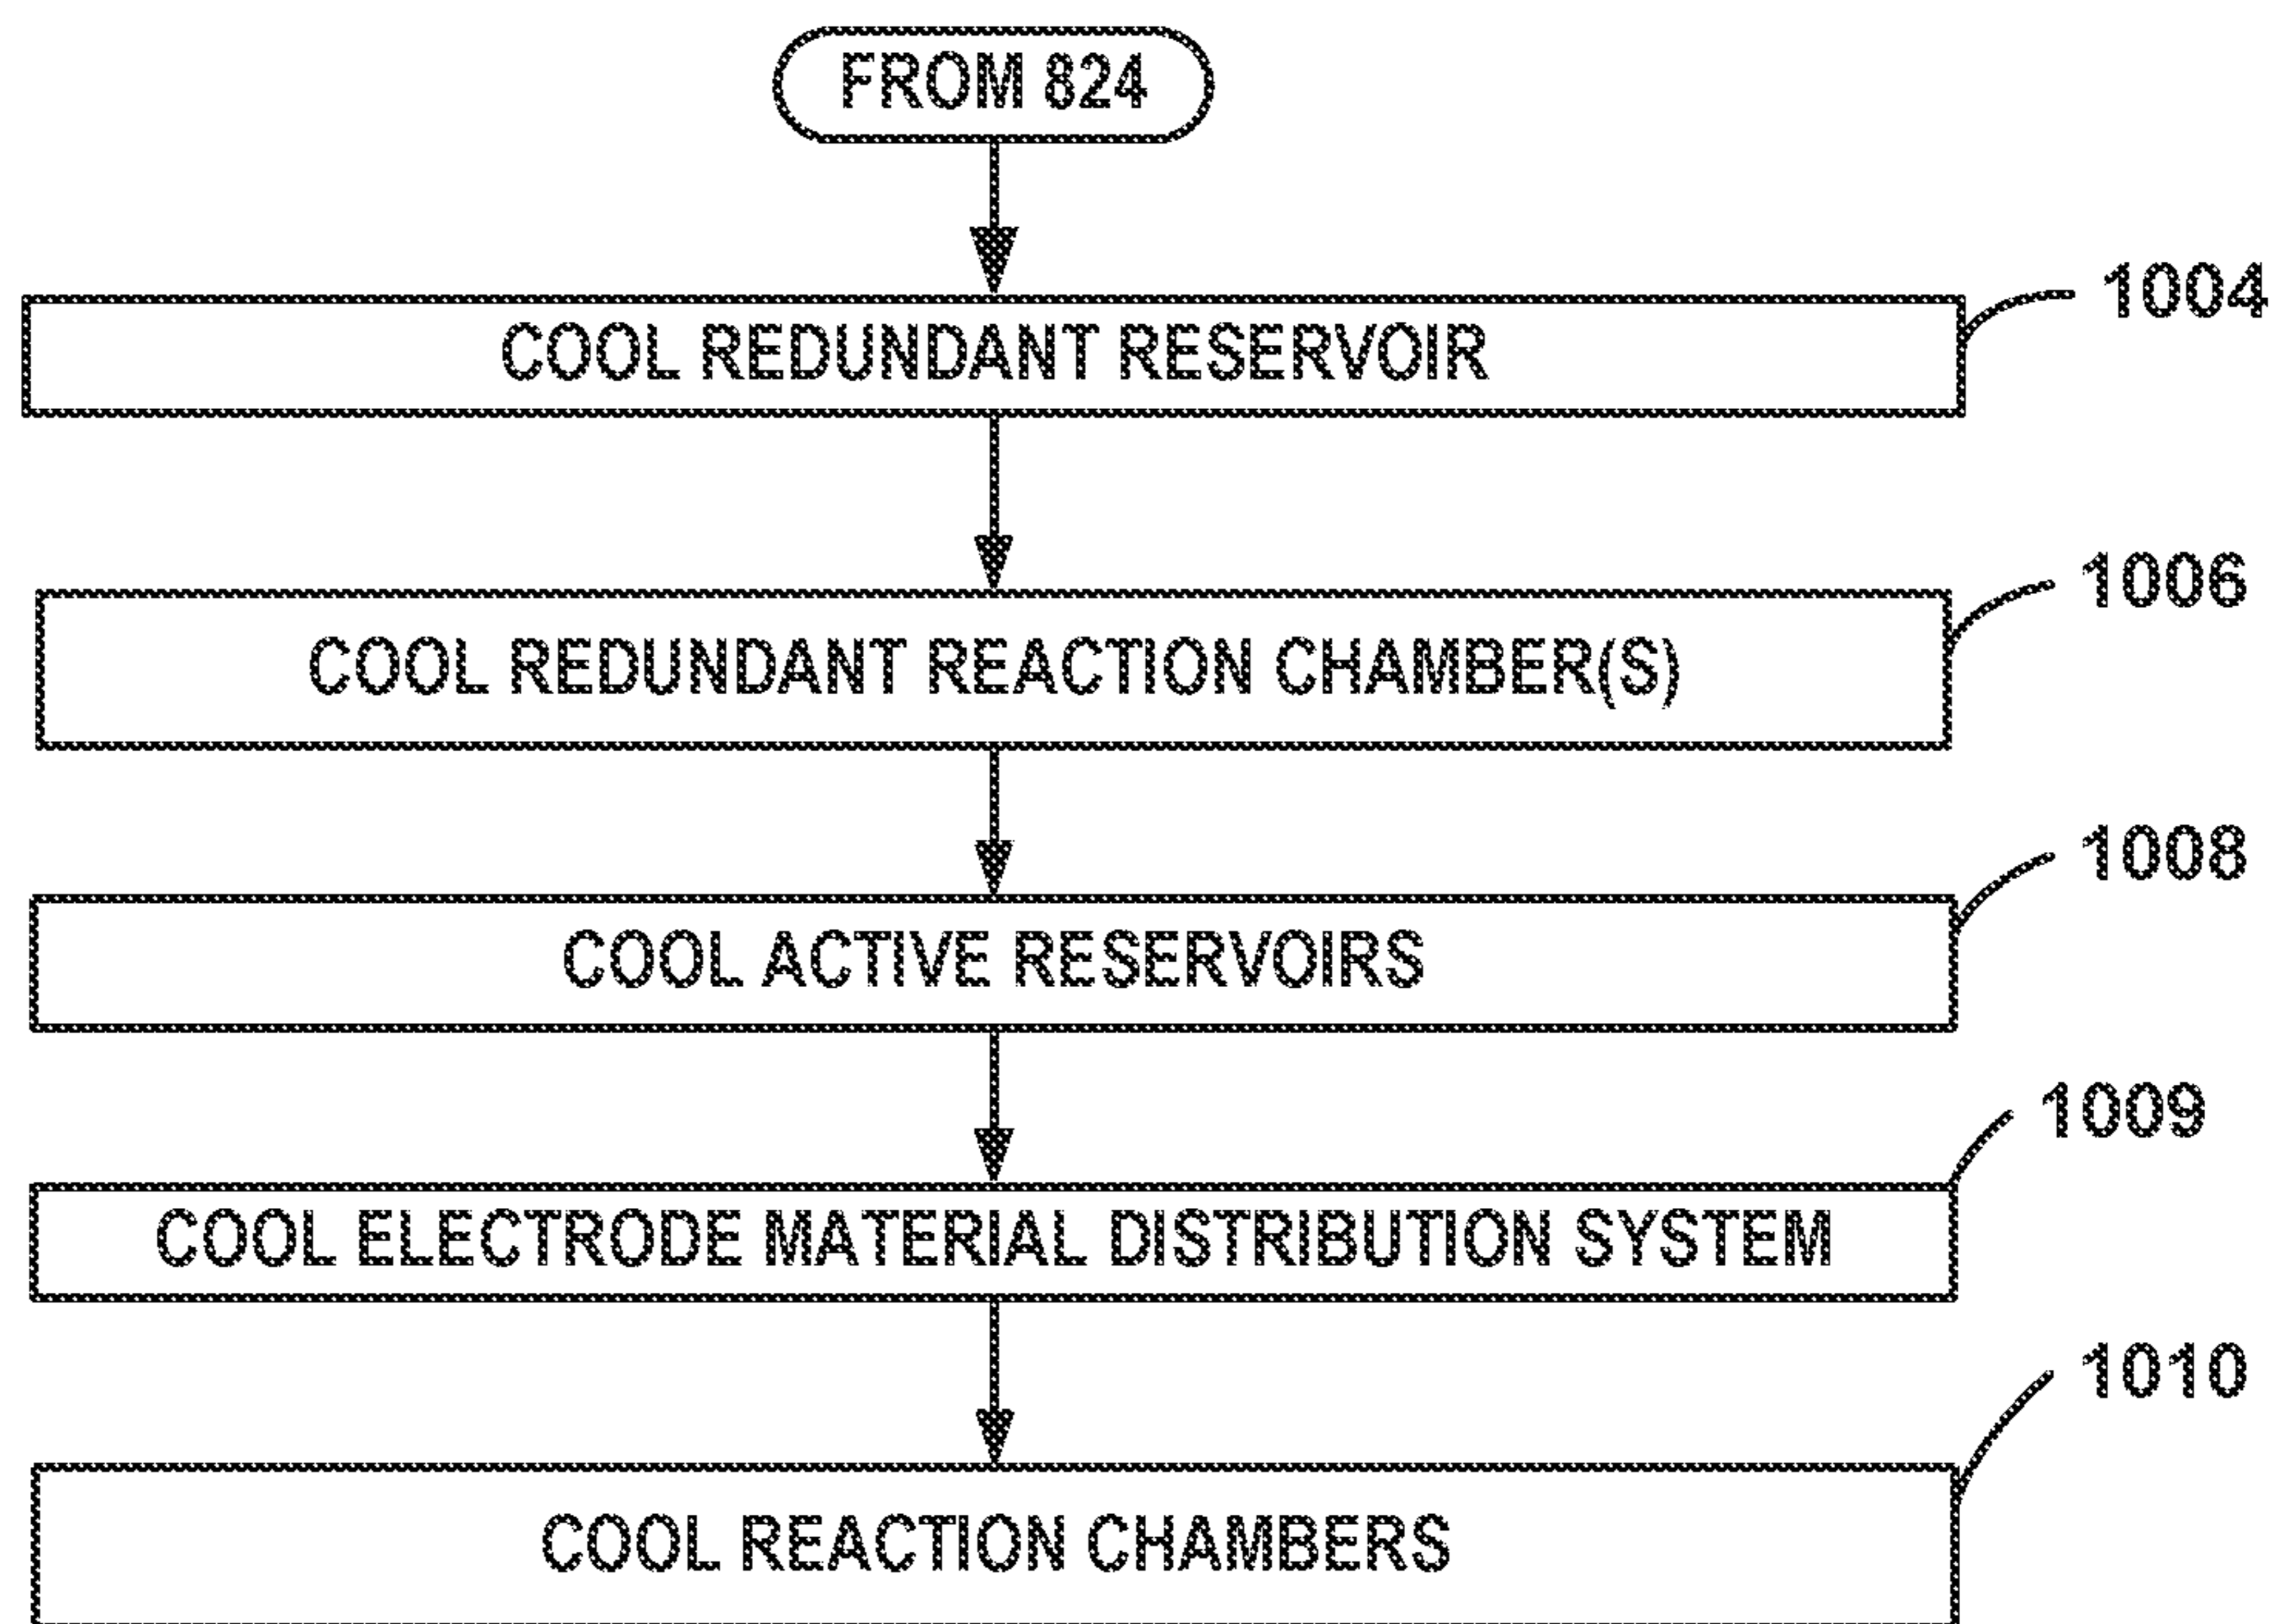 FROM 824
1004
COOL REDUNDANT RESERVOIR
1006
COOL REDUNDANT REACTION CHAMBER(S)
1008
COOL ACTIVE RESERVOIRS
1009
COOL ELECTRODE MATERIAL DISTRIBUTION SYSTEM
1010
COOL REACTION CHAMBERS